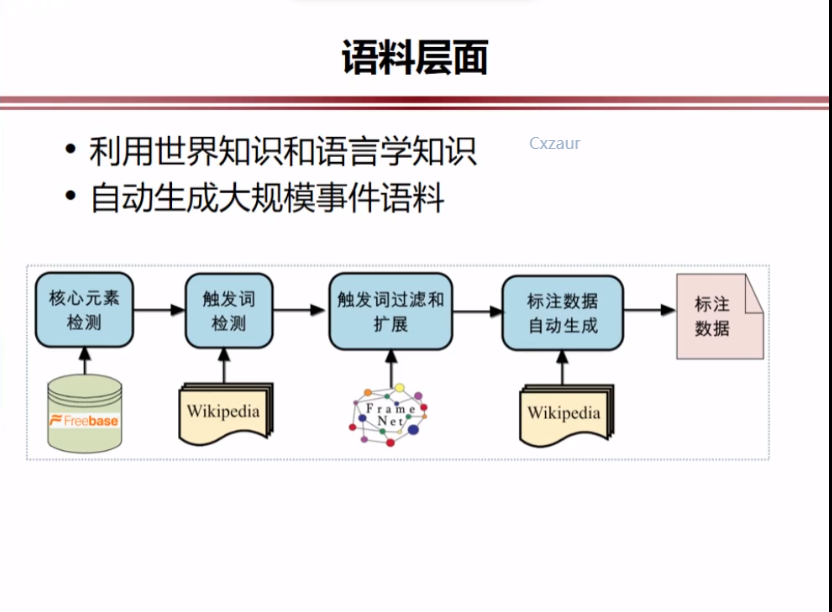 语料层面
• 利用世界知识和语言学知识
Cxzaur
• 自动生成大规模事件语料
核心元素
检测
触发词
检测
触发词过滤和
扩展
标注数据
自动生成
标注
数据
Freebase
Wikipedia
Frame
Net
Wikipedia